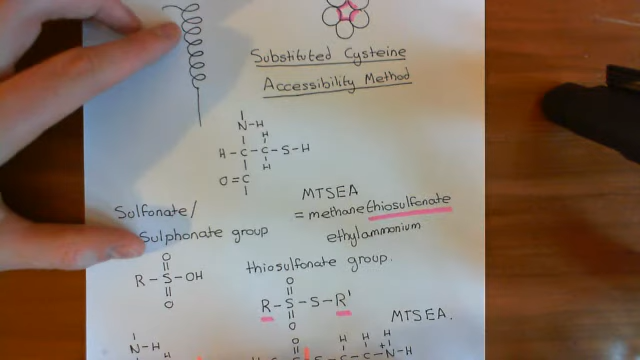 Substituted Cysteine
Accessibility Method
N-H
H
H-C-C-S-H
H
O=C
MTSEA
= methanethiosulfonate
ethylammonium
Sulfonate/
Sulphonate group
O
R-S-OH
O
thiosulfonate group.
O
R-S-S-R'
O
MTSEA.
N-H
H
O
H H H
S C-C-N-H